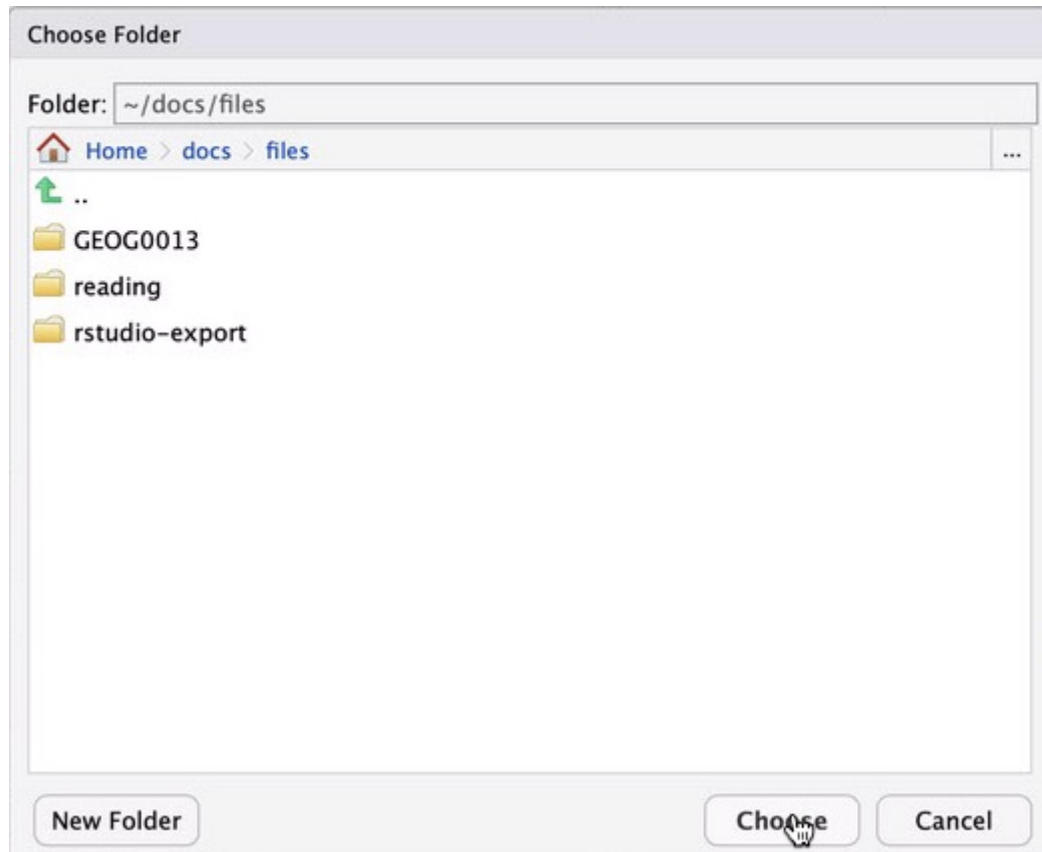 Choose Folder
Folder: ~/docs/files
Home > docs > files ...
..
GEOG0013
reading
rstudio-export
New Folder Choose Cancel